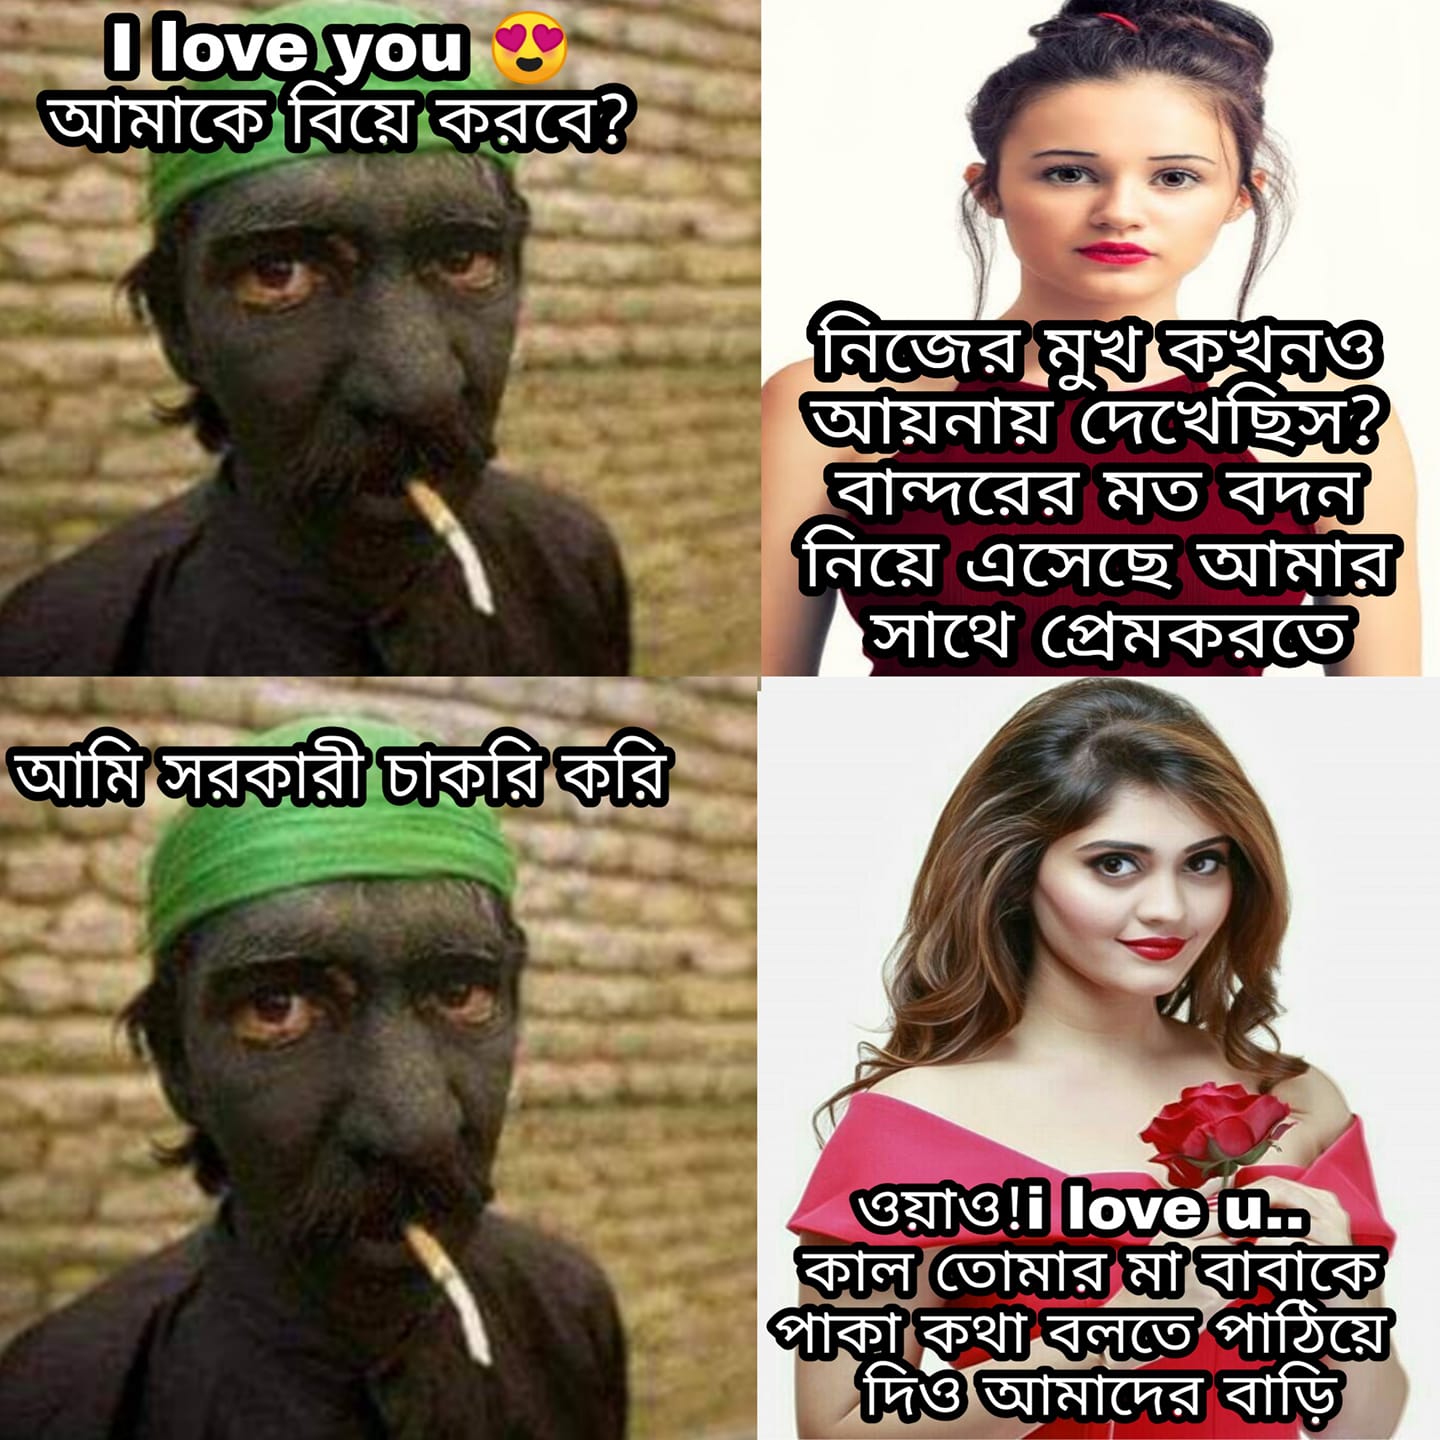 I love you 😍
আমাকে বিয়ে করবে?
নিজের মুখ কখনও
আয়নায় দেখেছিস?
বান্দরের মত বদন
নিয়ে এসেছে আমার
সাথে প্রেমকরতে
আমি সরকারী চাকরি করি
ওয়াও!i love u..
কাল তোমার মা বাবাকে
পাকা কথা বলতে পাঠিয়ে
দিও আমাদের বাড়ি